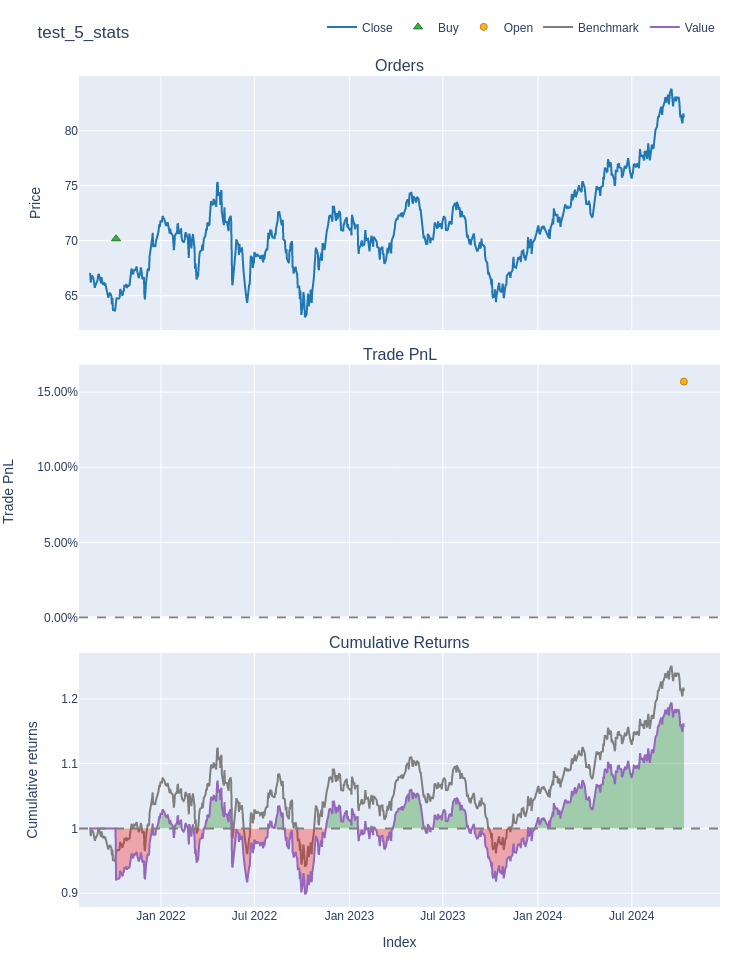 test_5_stats
Close Buy Open Benchmark Value
Orders
80
75
70
65
Price
Trade PnL
15.00%
10.00%
5.00%
0.00%
Trade PnL
Cumulative Returns
1.2
1.1
1
0.9
Cumulative returns
Jan 2022 Jul 2022 Jan 2023 Jul 2023 Jan 2024 Jul 2024
Index